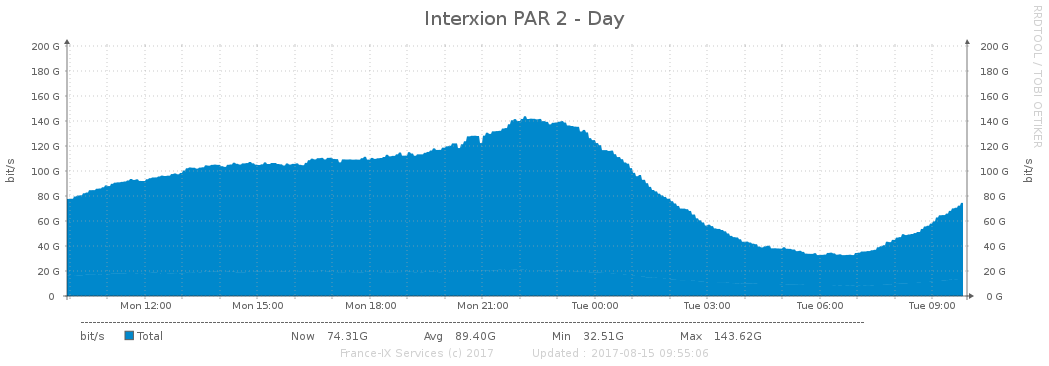 Interxion PAR 2 - Day
RRDTOOL / TOBI OETIKER
bit/s
200 G 200 G
180 G 180 G
160 G 160 G
140 G 140 G
120 G 120 G
100 G 100 G
80 G 80 G
60 G 60 G
40 G 40 G
20 G 20 G
0 0 G
bit/s
Mon 12:00 Mon 15:00 Mon 18:00 Mon 21:00 Tue 00:00 Tue 03:00 Tue 06:00 Tue 09:00
bit/s Total Now 74.31G Avg 89.40G Min 32.51G Max 143.62G
France-IX Services (c) 2017 Updated : 2017-08-15 09:55:06